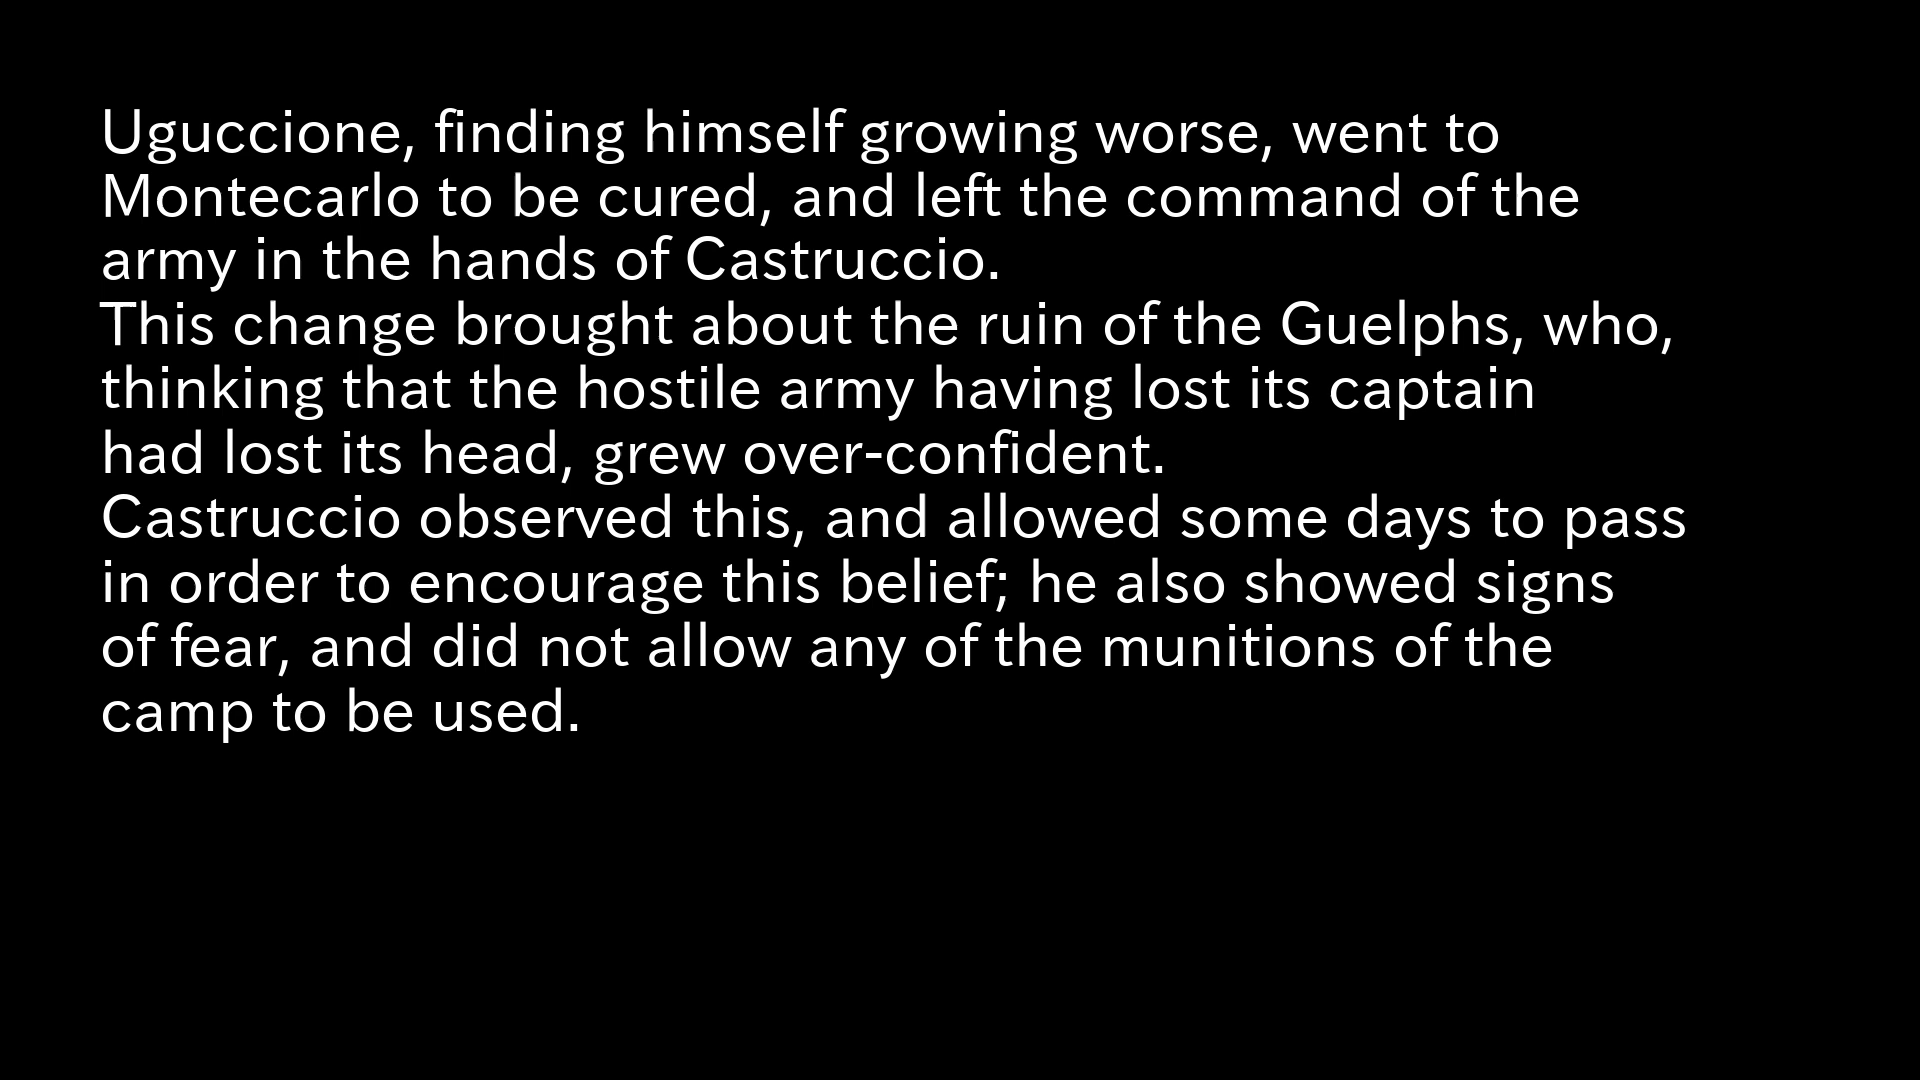 Uguccione, finding himself growing worse, went to
Montecarlo to be cured, and left the command of the
army in the hands of Castruccio.
This change brought about the ruin of the Guelphs, who,
thinking that the hostile army having lost its captain
had lost its head, grew over-confident.
Castruccio observed this, and allowed some days to pass
in order to encourage this belief; he also showed signs
of fear, and did not allow any of the munitions of the
camp to be used.